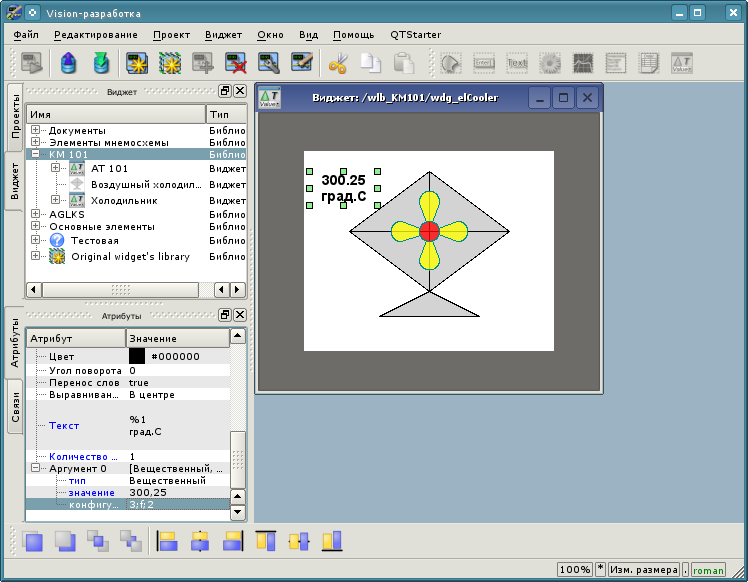 Vision-разработка
Файл Редактирование Проект Виджет Окно Вид Помощь QTStarter
Text
Виджет
Проекты
Виджет
Имя Тип
Документы Библио
Элементы мнемосхемы Библио
КМ 101 Библио
АТ 101 Виджет
Воздушный холодил... Виджет
Холодильник Виджет
AGLKS Библио
Основные элементы Библио
Тестовая Библио
Original widget's library Библио
Виджет: /wlb_KM101/wdg_elCooler
300.25
град.С
Атрибуты
Атрибуты
Связи
Атрибут Значение
Цвет #000000
Угол поворота 0
Перенос слов true
Выравниван... В центре
Текст %1
град.С
Количество ... 1
Аргумент 0 [Вещественный, ...
тип Вещественный
значение 300,25
конфигу... 3;f;2
100% * Изм. размера . roman